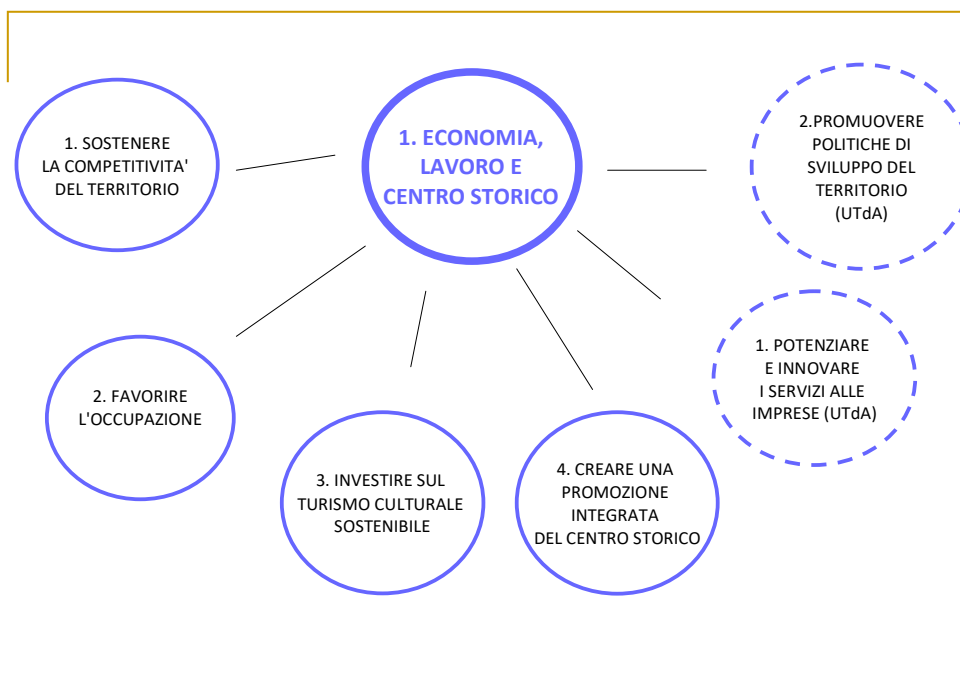 1. ECONOMIA,
LAVORO E
CENTRO STORICO
1. SOSTENERE
LA COMPETITIVITA'
DEL TERRITORIO
2. FAVORIRE
L'OCCUPAZIONE
3. INVESTIRE SUL
TURISMO CULTURALE
SOSTENIBILE
4. CREARE UNA
PROMOZIONE
INTEGRATA
DEL CENTRO STORICO
1. POTENZIARE
E INNOVARE
I SERVIZI ALLE
IMPRESE (UTdA)
2.PROMUOVERE
POLITICHE DI
SVILUPPO DEL
TERRITORIO
(UTdA)